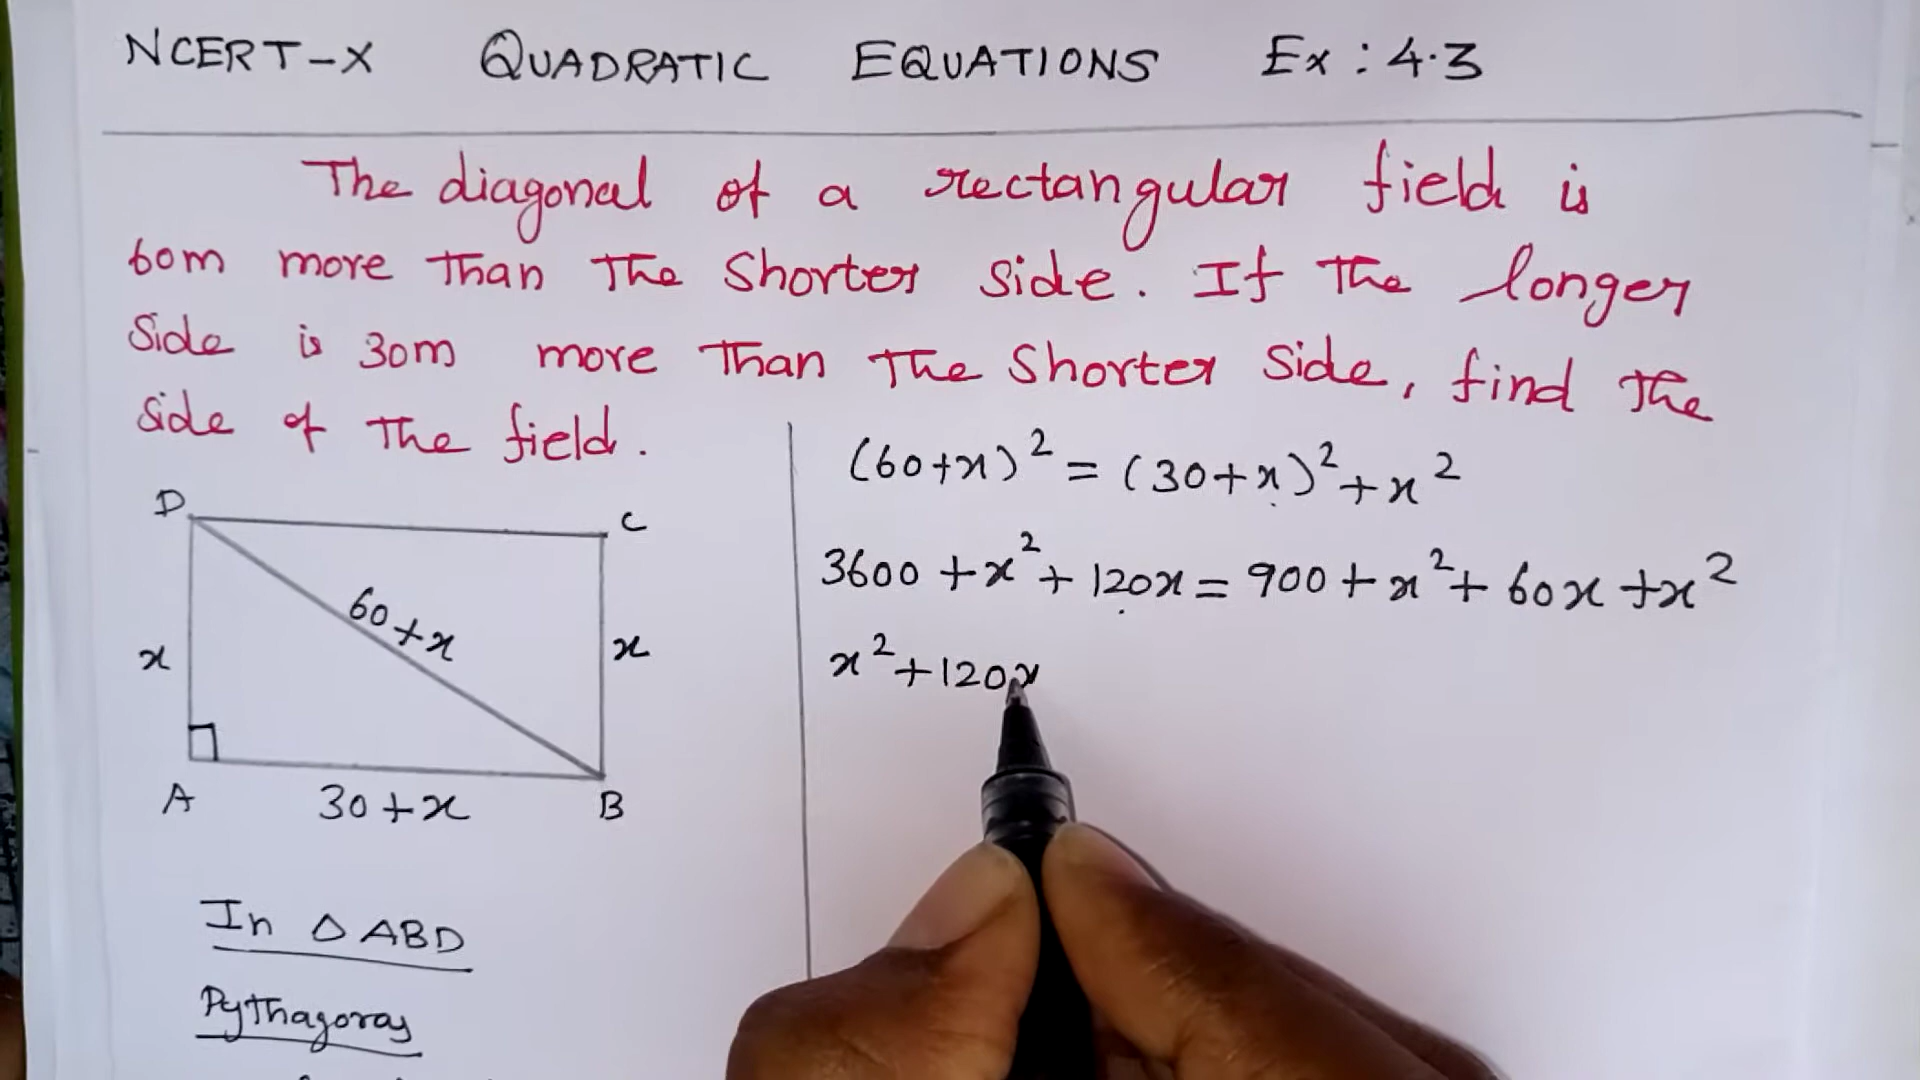 NCERT-X QUADRATIC EQUATIONS Ex : 4.3
The diagonal of a rectangular field is
60m more than the shorter side. If the longer
side is 30m more than the shorter side, find the
side of the field.
(60+x)² = (30+x)²+x²
3600 +x²+ 120x = 900 + x²+ 60x +x²
x²+120x
D
C
60+x
x
x
A
30+x
B
In △ ABD
Pythagoras